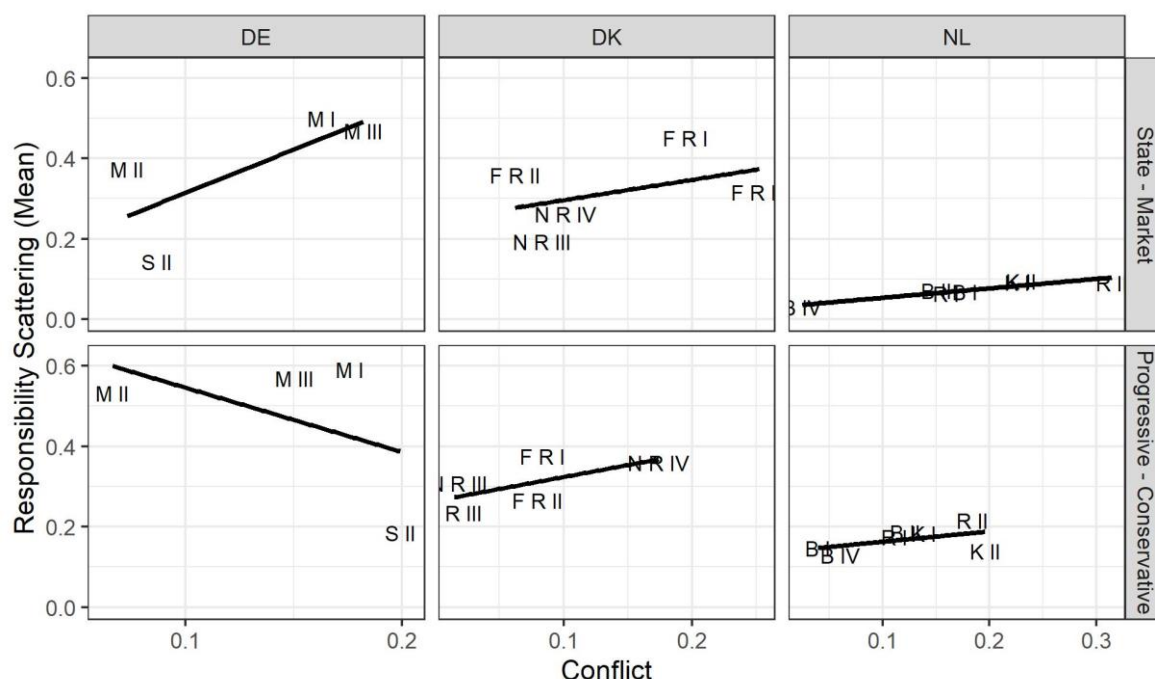 DE DK NL
Responsibility Scattering (Mean)
State - Market
Progressive - Conservative
0.6
0.4
0.2
0.0
M I
M III
M II
S II
F R I
F R II
F R I
N R IV
N R III
B IV
B I
K II
R I
0.6
0.4
0.2
0.0
M I
M III
M II
S II
F R I
N R IV
N R III
F R II
R III
R II
K I
B IV
K II
0.1 0.2 0.1 0.2 0.1 0.2 0.3
Conflict